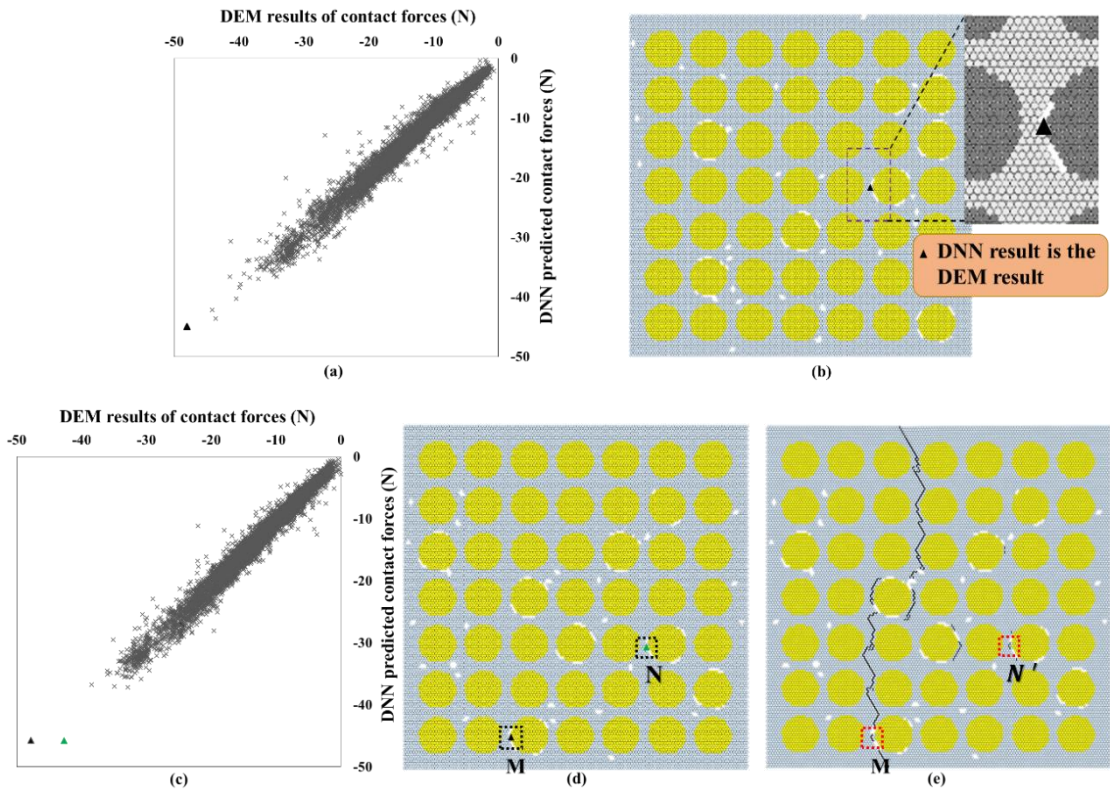 DEM results of contact forces (N)
-50 -40 -30 -20 -10 0
0
-10
-20
-30
-40
-50
DNN predicted contact forces (N)
(a)
▲ DNN result is the
DEM result
(b)
DEM results of contact forces (N)
-50 -40 -30 -20 -10 0
0
-10
-20
-30
-40
-50
DNN predicted contact forces (N)
(c)
N
M
(d)
N'
M
(e)